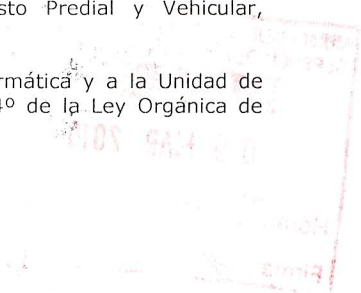 sto Predial y Vehicular,
rmática y a la Unidad de
4º de la Ley Orgánica de